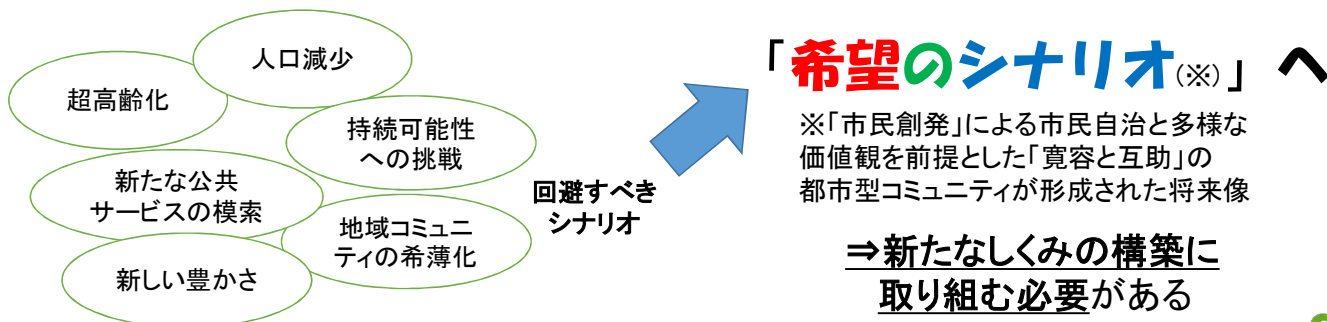 人口減少
超高齢化
持続可能性
への挑戦
新たな公共
サービスの模索
地域コミュニ
ティの希薄化
新しい豊かさ
回避すべき
シナリオ
「希望のシナリオ(※)」 へ
※「市民創発」による市民自治と多様な
価値観を前提とした「寛容と互助」の
都市型コミュニティが形成された将来像
⇒新たなしくみの構築に
取り組む必要がある